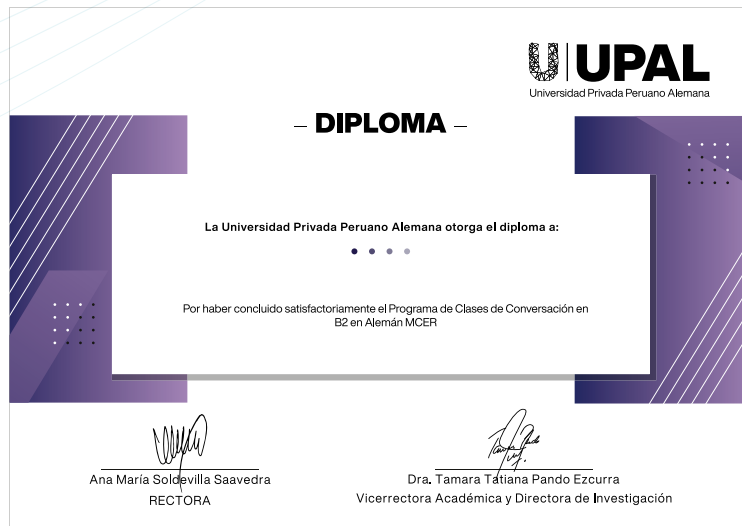 UPAL
Universidad Privada Peruano Alemana
– DIPLOMA –
La Universidad Privada Peruano Alemana otorga el diploma a:
Por haber concluido satisfactoriamente el Programa de Clases de Conversación en
B2 en Alemán MCER
Ana María Soldevilla Saavedra
RECTORA
Dra. Tamara Tatiana Pando Ezcurra
Vicerrectora Académica y Directora de Investigación